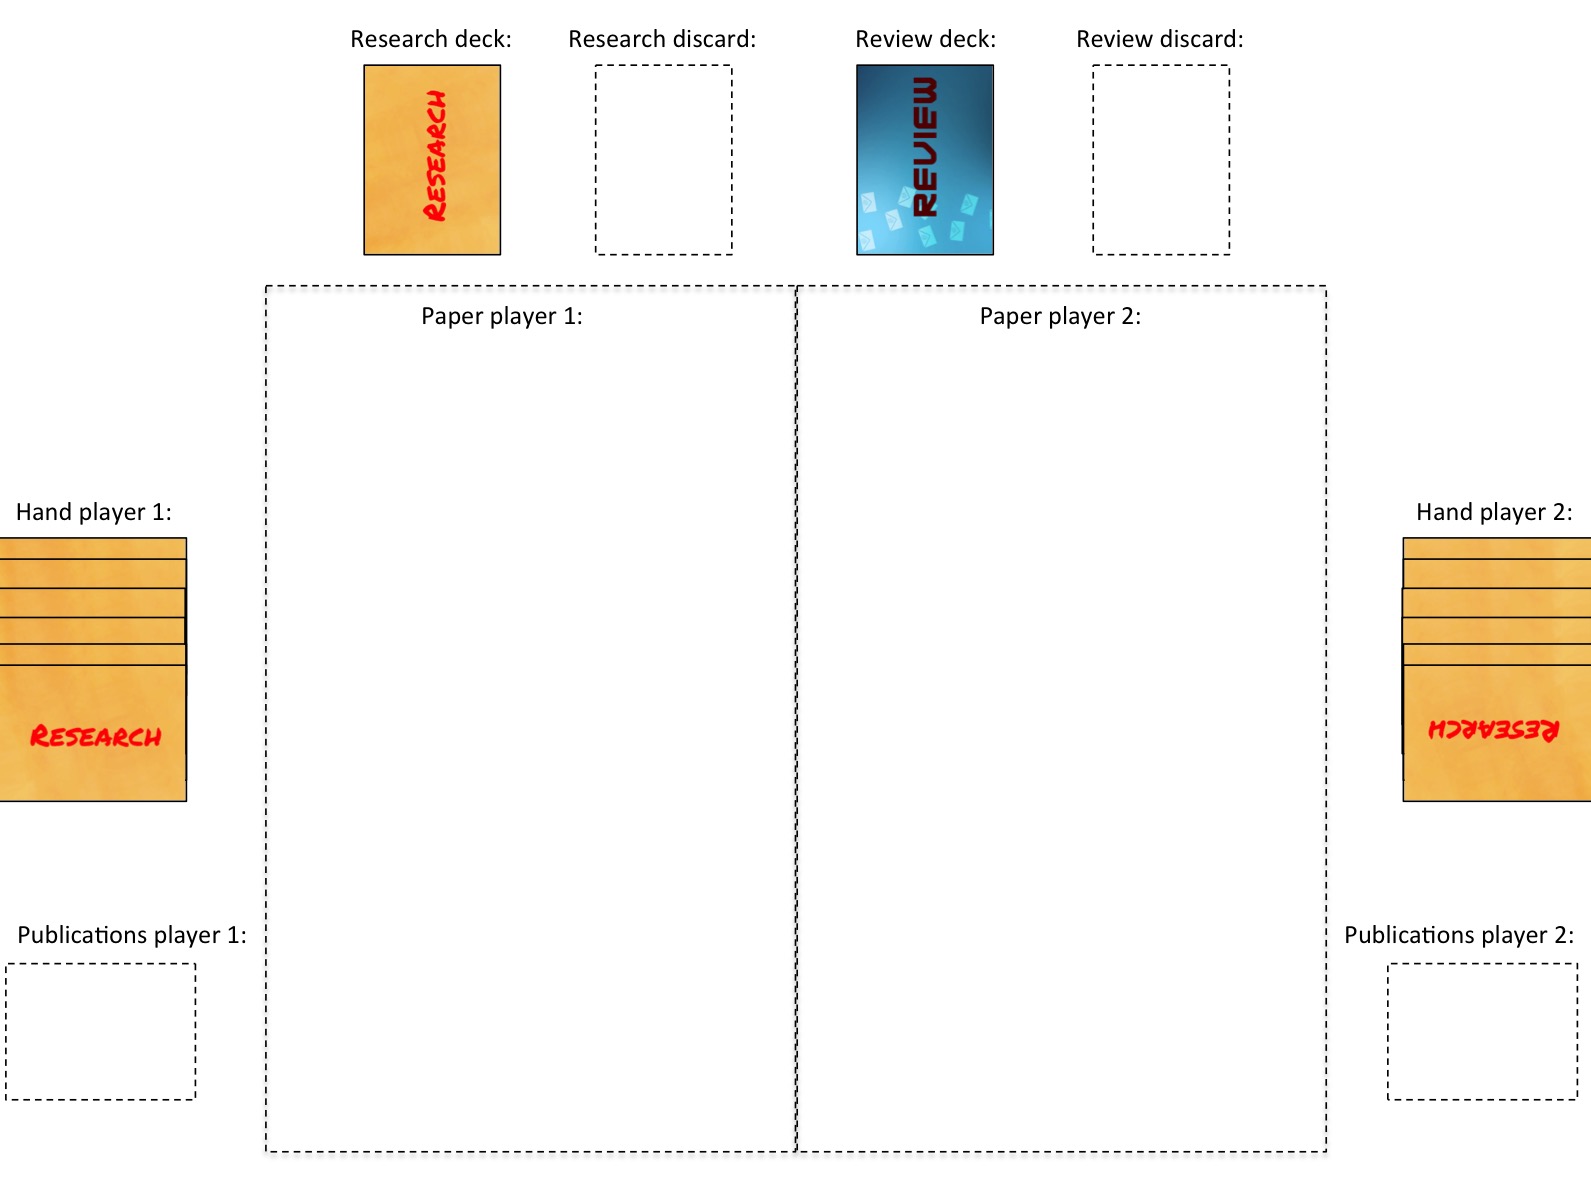 Research deck:
Research discard:
Review deck:
Review discard:
RESEARCH
REVIEW
Paper player 1:
Paper player 2:
Hand player 1:
Hand player 2:
RESEARCH
RESEARCH
Publications player 1:
Publications player 2: